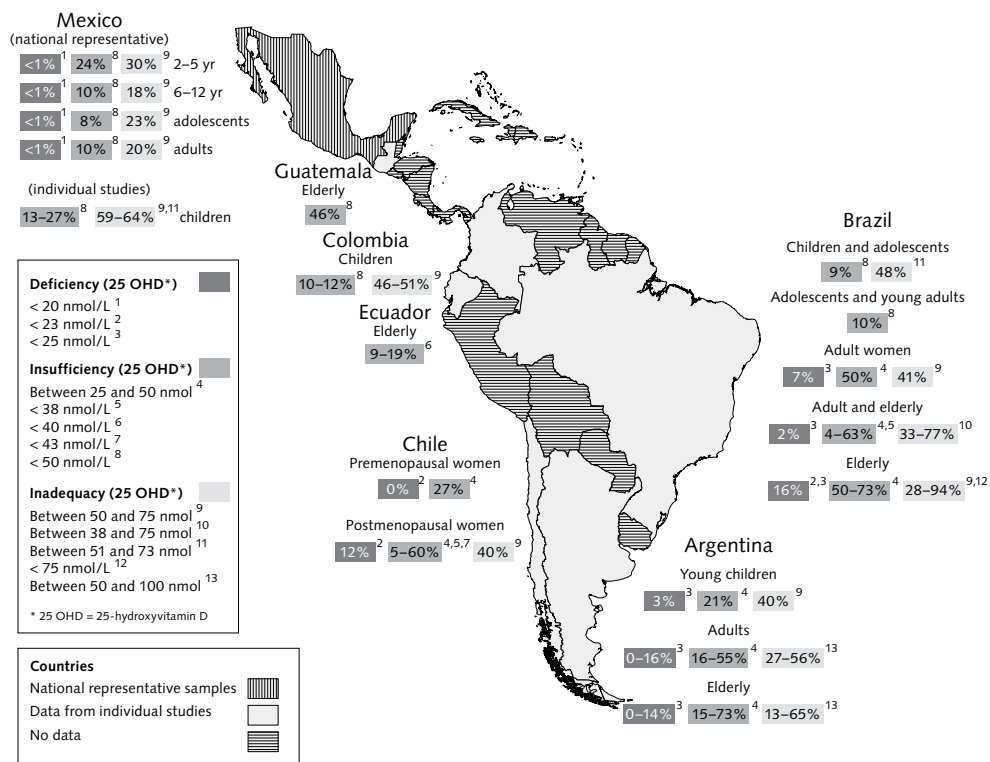 Mexico
(national representative)
<1% 1 24% 8 30% 9 2–5 yr
<1% 1 10% 8 18% 9 6–12 yr
<1% 1 8% 8 23% 9 adolescents
<1% 1 10% 8 20% 9 adults
(individual studies)
13–27% 8 59–64% 9,11 children
Guatemala
Elderly
46% 8
Colombia
Children
10–12% 8 46–51% 9
Ecuador
Elderly
9–19% 6
Chile
Premenopausal women
0% 2 27% 4
Postmenopausal women
12% 2 5–60% 4,5,7 40% 9
Brazil
Children and adolescents
9% 8 48% 11
Adolescents and young adults
10% 8
Adult women
7% 3 50% 4 41% 9
Adult and elderly
2% 3 4–63% 4,5 33–77% 10
Elderly
16% 2,3 50–73% 4 28–94% 9,12
Argentina
Young children
3% 3 21% 4 40% 9
Adults
0–16% 3 16–55% 4 27–56% 13
Elderly
0–14% 3 15–73% 4 13–65% 13
Deficiency (25 OHD*)
< 20 nmol/L 1
< 23 nmol/L 2
< 25 nmol/L 3
Insufficiency (25 OHD*)
Between 25 and 50 nmol 4
< 38 nmol/L 5
< 40 nmol/L 6
< 43 nmol/L 7
< 50 nmol/L 8
Inadequacy (25 OHD*)
Between 50 and 75 nmol 9
Between 38 and 75 nmol 10
Between 51 and 73 nmol 11
< 75 nmol/L 12
Between 50 and 100 nmol 13
* 25 OHD = 25-hydroxyvitamin D
Countries
National representative samples
Data from individual studies
No data